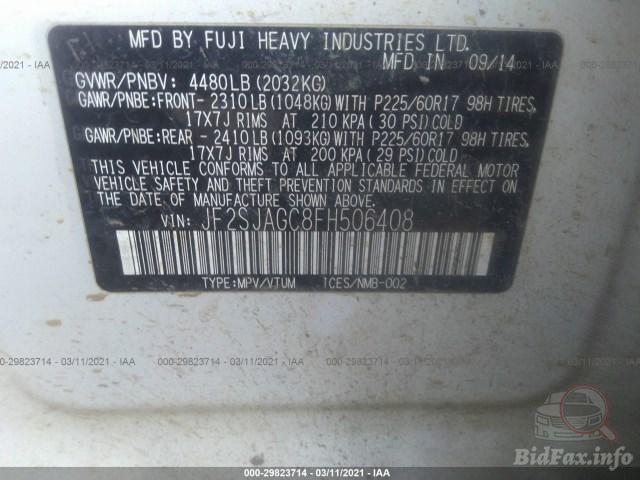 MFD BY FUJI HEAVY INDUSTRIES LTD.
MFD IN 09/14
GVWR/PNBV: 4480LB (2032KG)
GAWR/PNBE:FRONT- 2310LB (1048KG) WITH P225/60R17 98H TIRES,
17X7J RIMS AT 210 KPA (30 PSI) COLD
GAWR/PNBE:REAR - 2410LB (1093KG) WITH P225/60R17 98H TIRES,
17X7J RIMS AT 200 KPA (29 PSI) COLD
THIS VEHICLE CONFORMS TO ALL APPLICABLE FEDERAL MOTOR
VEHICLE SAFETY AND THEFT PREVENTION STANDARDS IN EFFECT ON
THE DATE OF MANUFACTURE SHOWN ABOVE.
VIN: JF2SJAGC8FH506408
TYPE:MPV/VTUM ICES/NMB-002
000-29823714 - 03/11/2021 - IAA
BidFax.info